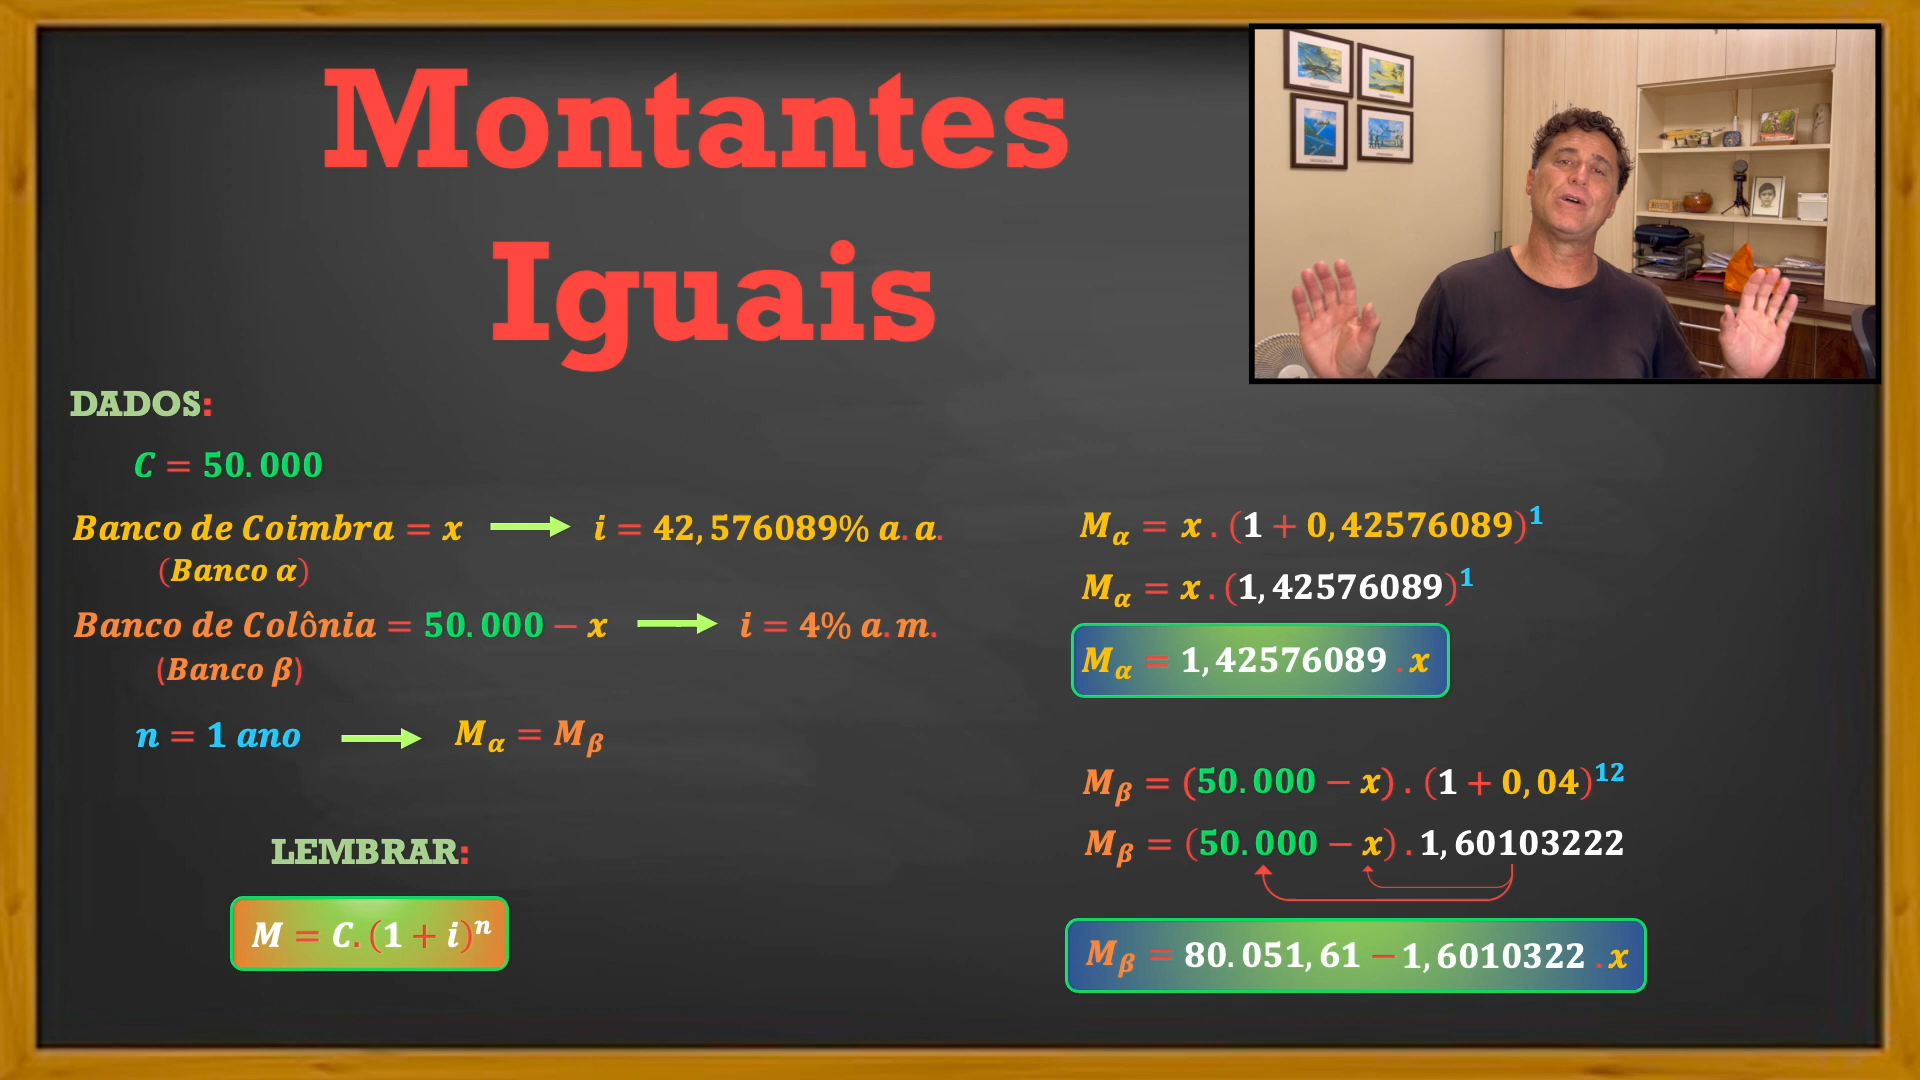 Montantes
Iguais
DADOS:
C = 50.000
Banco de Coimbra = x → i = 42,576089% a.a.
(Banco α)
Banco de Colônia = 50.000 − x → i = 4% a.m.
(Banco β)
n = 1 ano → Mα = Mβ
LEMBRAR:
M = C.(1 + i)ⁿ
Mα = x . (1 + 0,42576089)¹
Mα = x . (1,42576089)¹
Mα = 1,42576089 . x
Mβ = (50.000 − x) . (1 + 0,04)¹²
Mβ = (50.000 − x) . 1,60103222
Mβ = 80.051,61 − 1,6010322 . x